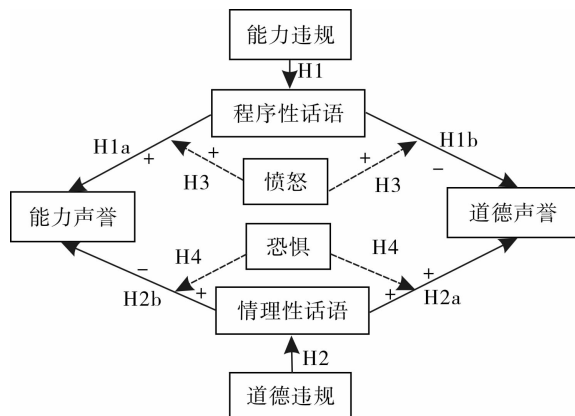 能力违规
H1
程序性话语
H1a
+
+
+
H1b
−
H3
愤怒
H3
能力声誉
道德声誉
恐惧
H4
H4
−
+
H2b
+
+
H2a
情理性话语
H2
道德违规